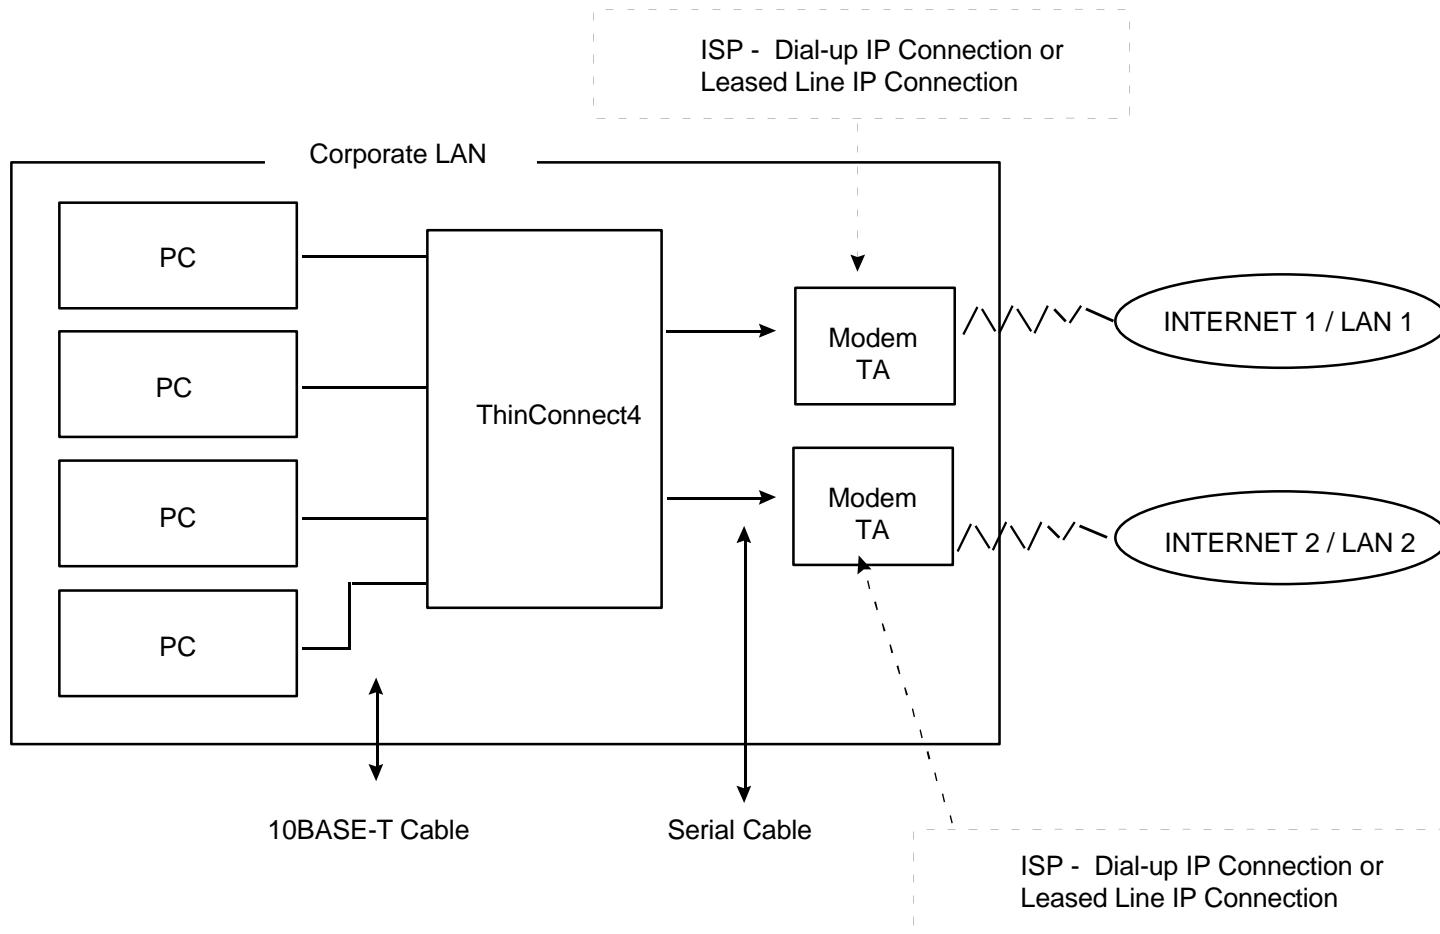 ISP -  Dial-up IP Connection or
Leased Line IP Connection
Corporate LAN
PC
PC
PC
PC
ThinConnect4
Modem
TA
Modem
TA
INTERNET 1 / LAN 1
INTERNET 2 / LAN 2
10BASE-T Cable
Serial Cable
ISP -  Dial-up IP Connection or
Leased Line IP Connection